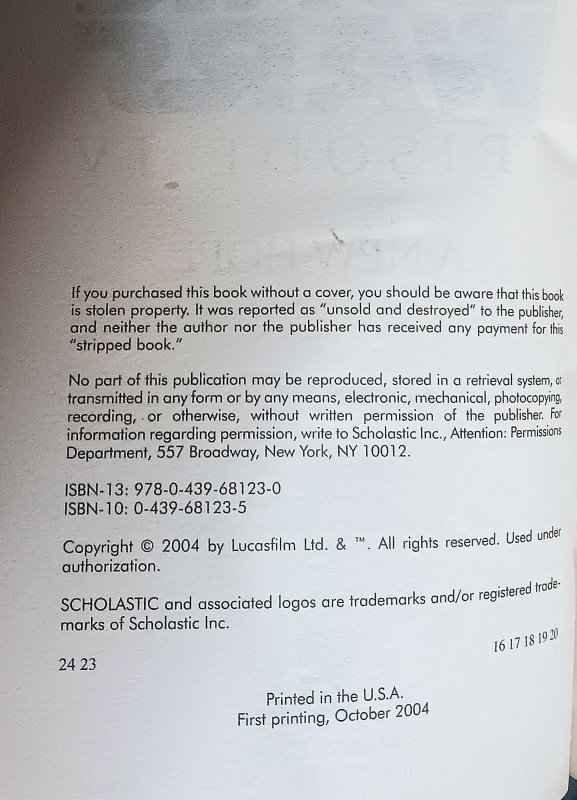 If you purchased this book without a cover, you should be aware that this book
is stolen property. It was reported as “unsold and destroyed” to the publisher,
and neither the author nor the publisher has received any payment for this
“stripped book.”
No part of this publication may be reproduced, stored in a retrieval system, or
transmitted in any form or by any means, electronic, mechanical, photocopying,
recording, or otherwise, without written permission of the publisher. For
information regarding permission, write to Scholastic Inc., Attention: Permissions
Department, 557 Broadway, New York, NY 10012.
ISBN-13: 978-0-439-68123-0
ISBN-10: 0-439-68123-5
Copyright © 2004 by Lucasfilm Ltd. & ™. All rights reserved. Used under
authorization.
SCHOLASTIC and associated logos are trademarks and/or registered trade-
marks of Scholastic Inc.
24 23 16 17 18 19 20
Printed in the U.S.A.
First printing, October 2004